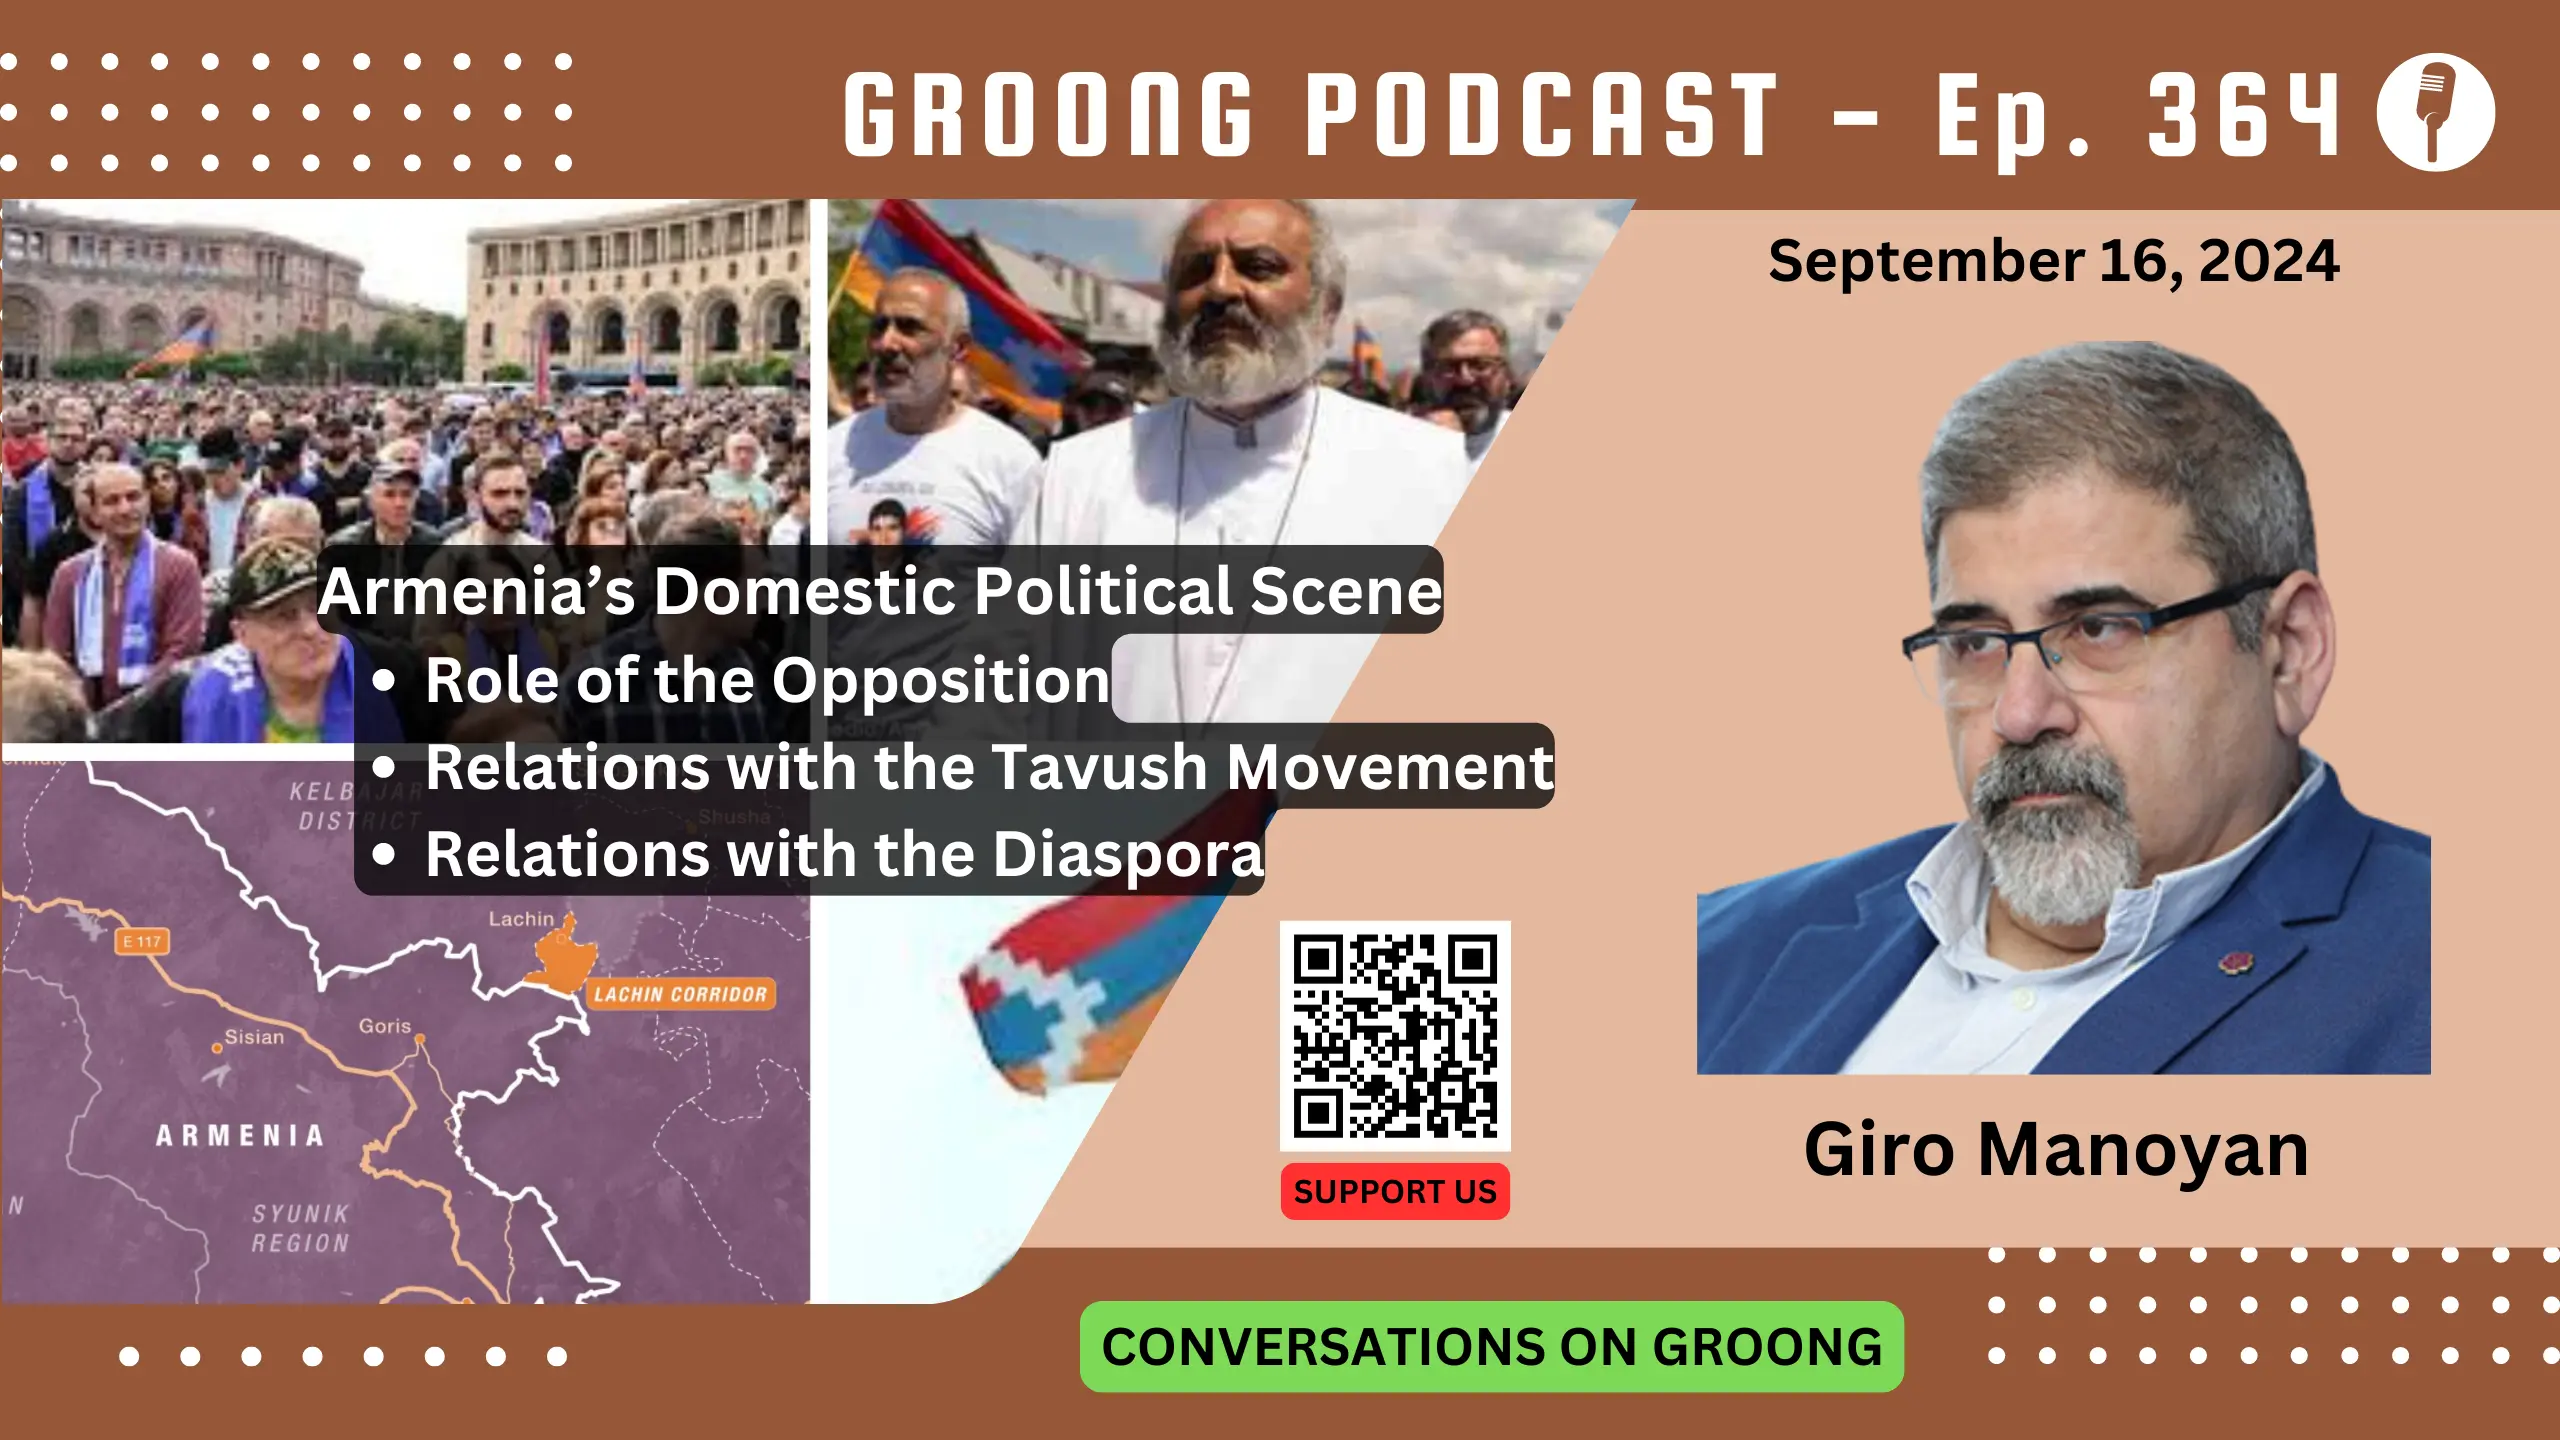 GROONG PODCAST - Ep. 364
September 16, 2024
Armenia’s Domestic Political Scene
• Role of the Opposition
• Relations with the Tavush Movement
• Relations with the Diaspora
KELBAJAR
DISTRICT
Shusha
Lachin
E 117
LACHIN CORRIDOR
Goris
Sisian
ARMENIA
SYUNIK
REGION
N
SUPPORT US
Giro Manoyan
CONVERSATIONS ON GROONG